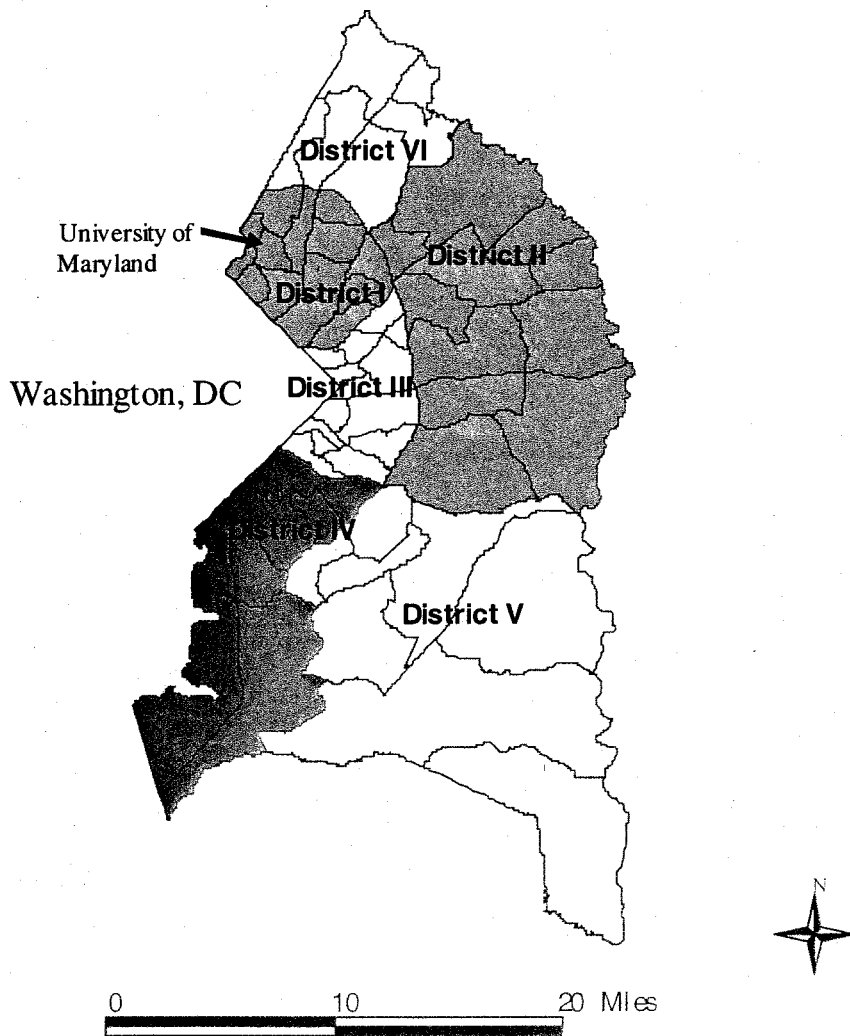 District VI
University of
Maryland
District II
District I
Washington, DC
District III
District IV
District V
N
0 10 20 Miles